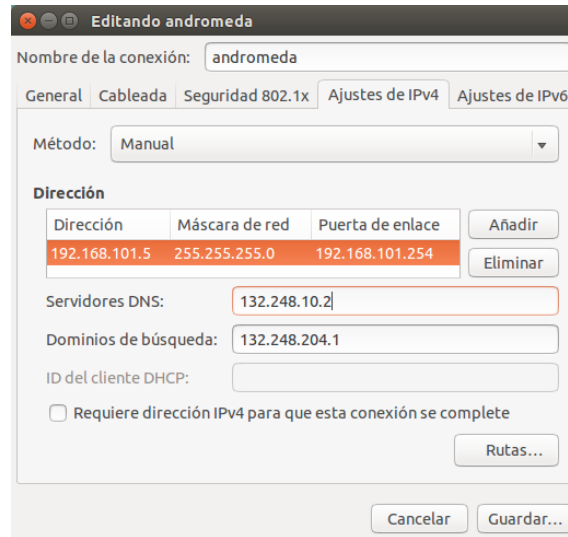 Editando andromeda
Nombre de la conexión: andromeda
General Cableada Seguridad 802.1x Ajustes de IPv4 Ajustes de IPv6
Método: Manual
Dirección
Dirección Máscara de red Puerta de enlace Añadir
192.168.101.5 255.255.255.0 192.168.101.254 Eliminar
Servidores DNS: 132.248.10.2
Dominios de búsqueda: 132.248.204.1
ID del cliente DHCP:
Requiere dirección IPv4 para que esta conexión se complete
Rutas...
Cancelar Guardar...